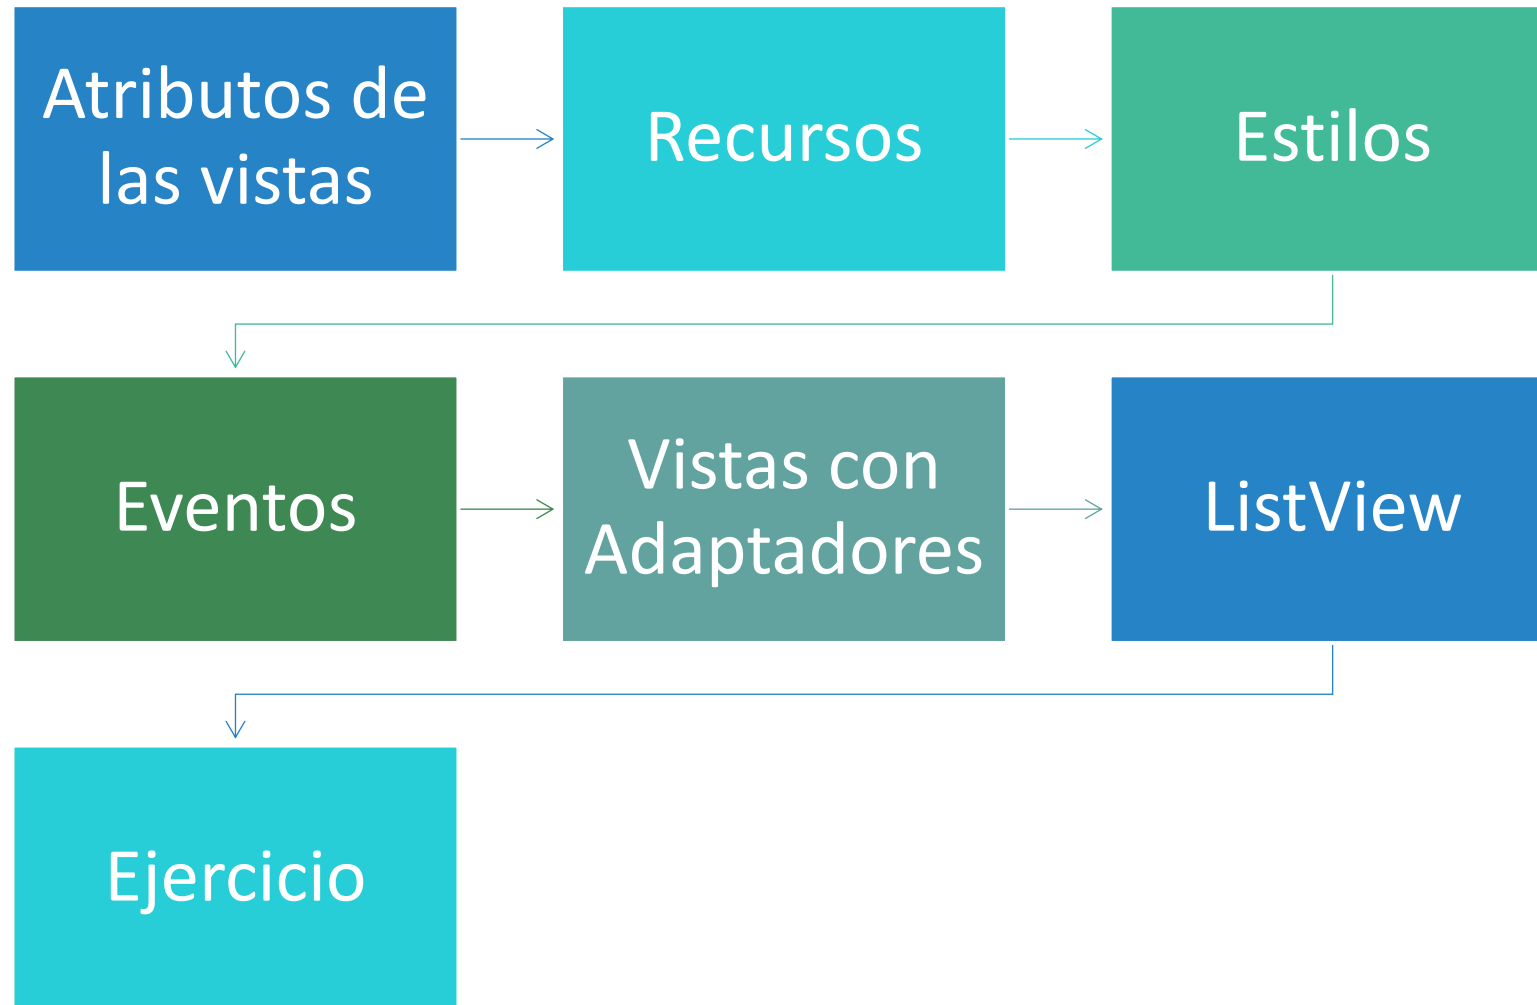 Atributos de
las vistas
Recursos
Estilos
Eventos
Vistas con
Adaptadores
ListView
Ejercicio